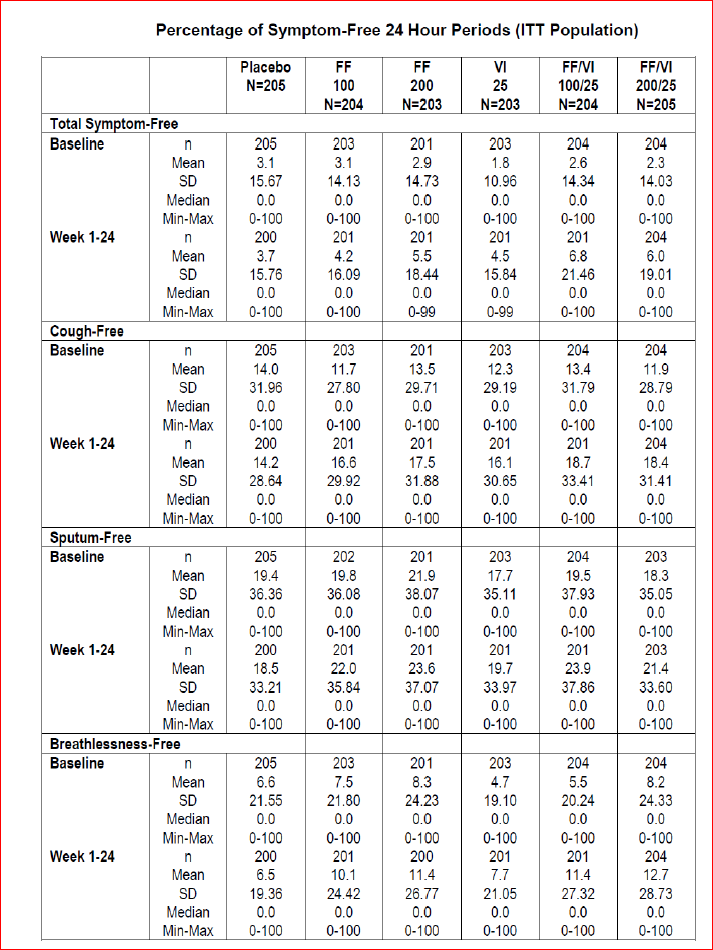 Percentage of Symptom-Free 24 Hour Periods (ITT Population)
Placebo FF FF VI FF/VI FF/VI
N=205 100 200 25 100/25 200/25
N=204 N=203 N=203 N=204 N=205
Total Symptom-Free
Baseline n 205 203 201 203 204 204
Mean 3.1 3.1 2.9 1.8 2.6 2.3
SD 15.67 14.13 14.73 10.96 14.34 14.03
Median 0.0 0.0 0.0 0.0 0.0 0.0
Min-Max 0-100 0-100 0-100 0-100 0-100 0-100
Week 1-24 n 200 201 201 201 201 204
Mean 3.7 4.2 5.5 4.5 6.8 6.0
SD 15.76 16.09 18.44 15.84 21.46 19.01
Median 0.0 0.0 0.0 0.0 0.0 0.0
Min-Max 0-100 0-100 0-99 0-99 0-100 0-100
Cough-Free
Baseline n 205 203 201 203 204 204
Mean 14.0 11.7 13.5 12.3 13.4 11.9
SD 31.96 27.80 29.71 29.19 31.79 28.79
Median 0.0 0.0 0.0 0.0 0.0 0.0
Min-Max 0-100 0-100 0-100 0-100 0-100 0-100
Week 1-24 n 200 201 201 201 201 204
Mean 14.2 16.6 17.5 16.1 18.7 18.4
SD 28.64 29.92 31.88 30.65 33.41 31.41
Median 0.0 0.0 0.0 0.0 0.0 0.0
Min-Max 0-100 0-100 0-100 0-100 0-100 0-100
Sputum-Free
Baseline n 205 202 201 203 204 203
Mean 19.4 19.8 21.9 17.7 19.5 18.3
SD 36.36 36.08 38.07 35.11 37.93 35.05
Median 0.0 0.0 0.0 0.0 0.0 0.0
Min-Max 0-100 0-100 0-100 0-100 0-100 0-100
Week 1-24 n 200 201 201 201 201 203
Mean 18.5 22.0 23.6 19.7 23.9 21.4
SD 33.21 35.84 37.07 33.97 37.86 33.60
Median 0.0 0.0 0.0 0.0 0.0 0.0
Min-Max 0-100 0-100 0-100 0-100 0-100 0-100
Breathlessness-Free
Baseline n 205 203 201 203 204 204
Mean 6.6 7.5 8.3 4.7 5.5 8.2
SD 21.55 21.80 24.23 19.10 20.24 24.33
Median 0.0 0.0 0.0 0.0 0.0 0.0
Min-Max 0-100 0-100 0-100 0-100 0-100 0-100
Week 1-24 n 200 201 200 201 201 204
Mean 6.5 10.1 11.4 7.7 11.4 12.7
SD 19.36 24.42 26.77 21.05 27.32 28.73
Median 0.0 0.0 0.0 0.0 0.0 0.0
Min-Max 0-100 0-100 0-100 0-100 0-100 0-100